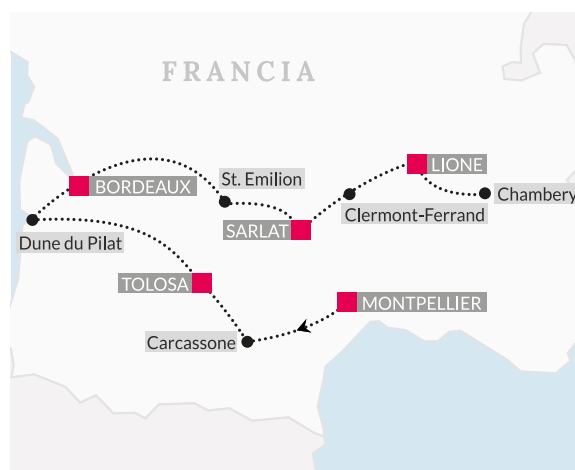 FRANCIA
LIONE
BORDEAUX
St. Emilion
Chambery
Clermont-Ferrand
SARLAT
Dune du Pilat
TOLOSA
MONTPELLIER
Carcassone